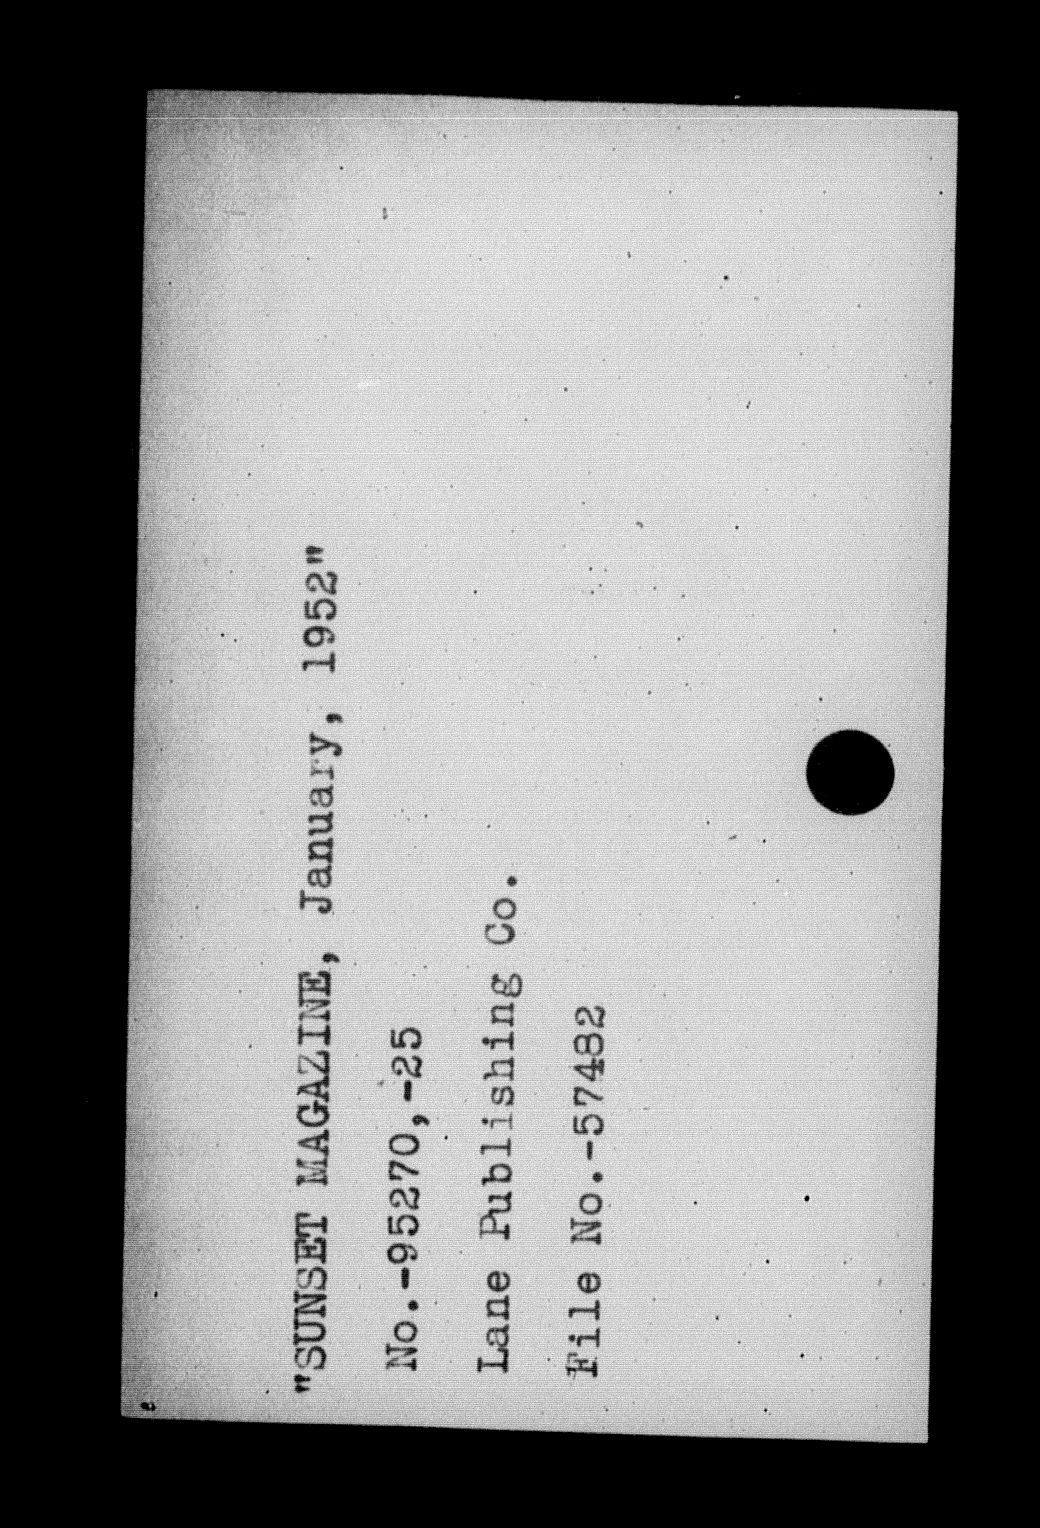 "SUNSET MAGAZINE, January, 1952"
No.-95270,-25
Lane Publishing Co.
File No.-57482